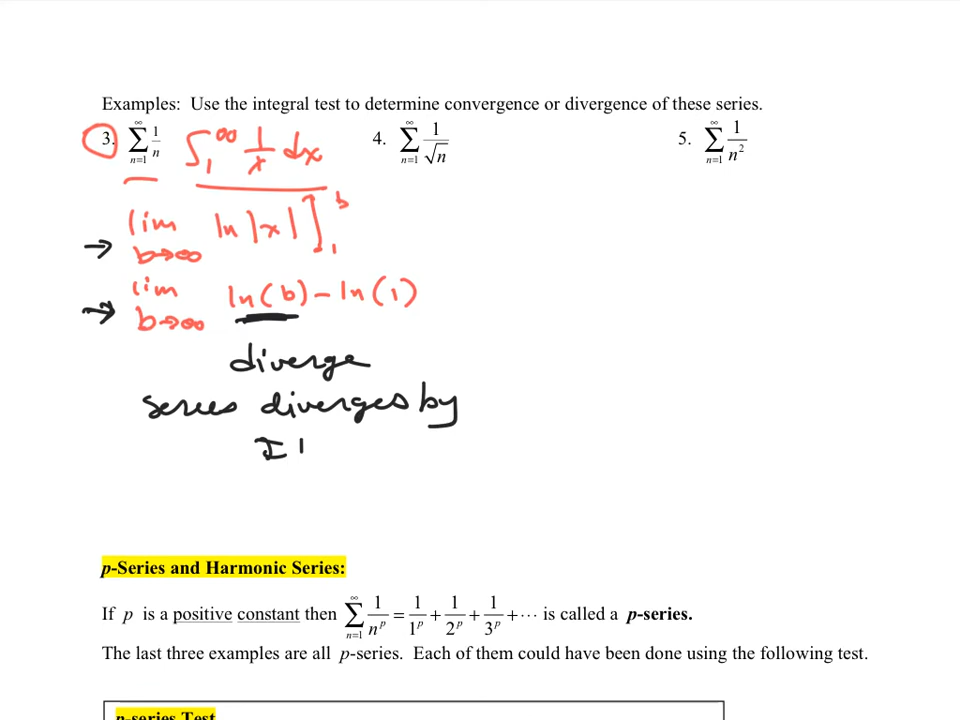 Examples: Use the integral test to determine convergence or divergence of these series.
3. ∑_{n=1}^{∞} 1/n ∫_1^∞ 1/x dx 4. ∑_{n=1}^{∞} 1/√n 5. ∑_{n=1}^{∞} 1/n²
→ lim_{b→∞} ln|x|]_1^b
→ lim_{b→∞} ln(b)-ln(1)
diverge
series diverges by
I
p-Series and Harmonic Series:
If p is a positive constant then ∑_{n=1}^{∞} 1/n^p = 1/1^p + 1/2^p + 1/3^p + ⋯ is called a p-series.
The last three examples are all p-series. Each of them could have been done using the following test.
p-series Test